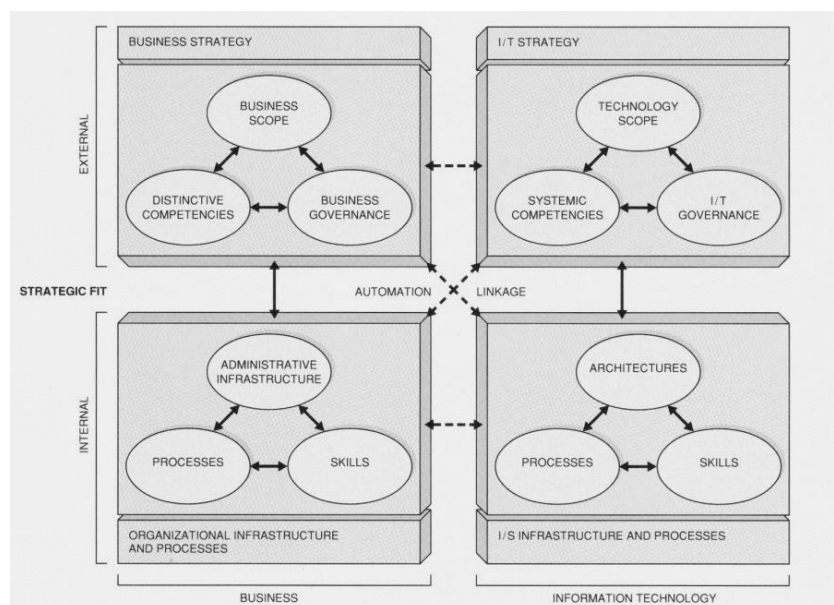 BUSINESS STRATEGY
I/T STRATEGY
EXTERNAL
BUSINESS
SCOPE
TECHNOLOGY
SCOPE
DISTINCTIVE
COMPETENCIES
BUSINESS
GOVERNANCE
SYSTEMIC
COMPETENCIES
I/T
GOVERNANCE
STRATEGIC FIT
AUTOMATION
LINKAGE
INTERNAL
ADMINISTRATIVE
INFRASTRUCTURE
ARCHITECTURES
PROCESSES
SKILLS
PROCESSES
SKILLS
ORGANIZATIONAL INFRASTRUCTURE
AND PROCESSES
I/S INFRASTRUCTURE AND PROCESSES
BUSINESS
INFORMATION TECHNOLOGY